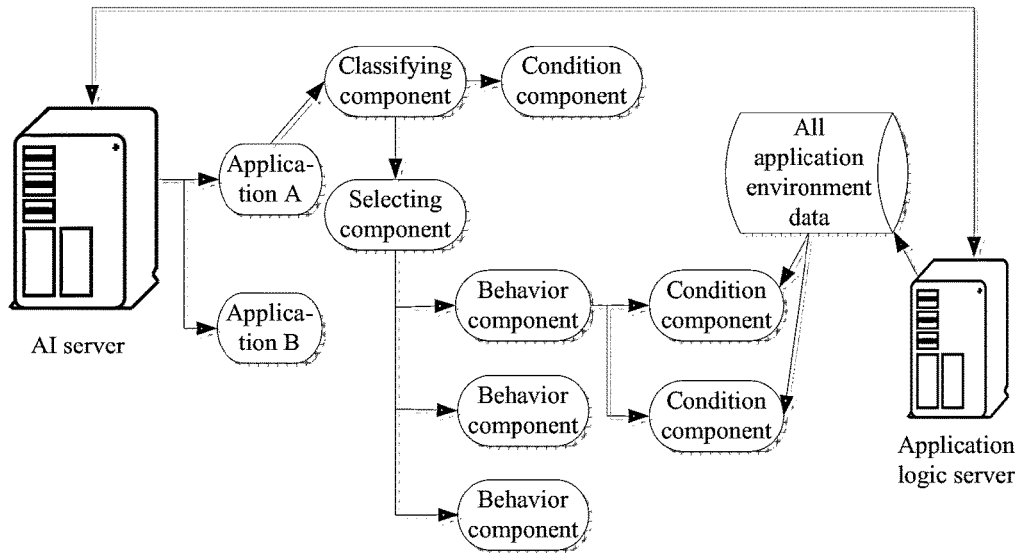 Classifying
component
Condition
component
All
application
environment
data
Applica-
tion A
Selecting
component
Behavior
component
Condition
component
Applica-
tion B
AI server
Behavior
component
Condition
component
Application
logic server
Behavior
component